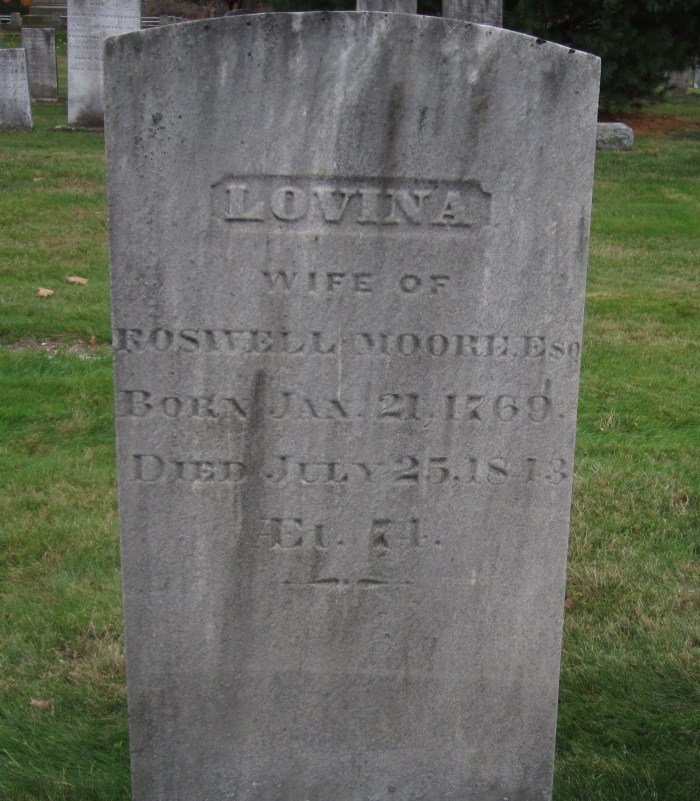 LOVINA
WIFE OF
ROSWELL MOORE, ESQ
BORN JAN. 21, 1769.
DIED JULY 25, 1843
ÆT. 74.